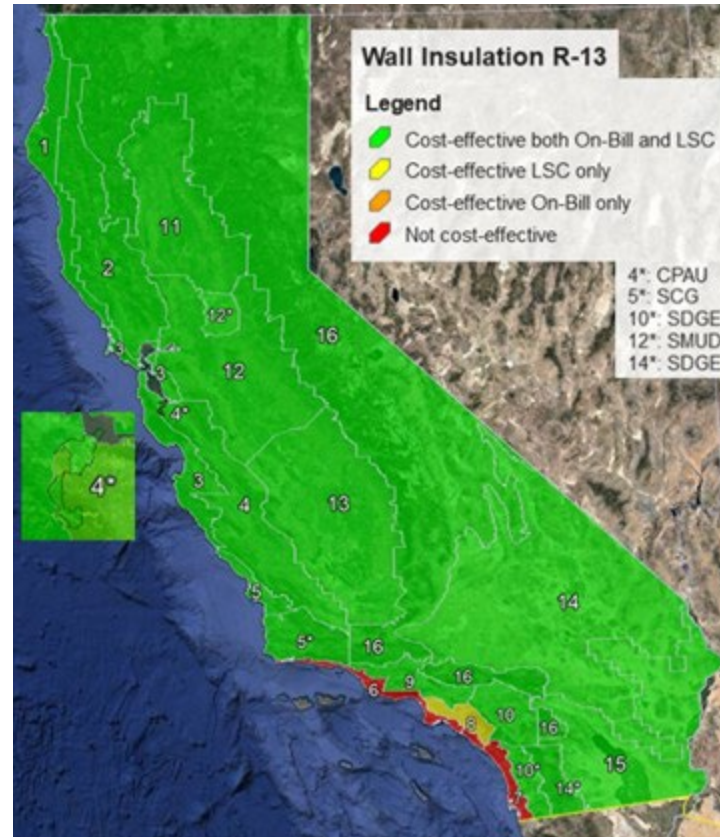 Wall Insulation R-13
Legend
Cost-effective both On-Bill and LSC
Cost-effective LSC only
Cost-effective On-Bill only
Not cost-effective
4*: CPAU
5*: SCG
10*: SDGE
12*: SMUD
14*: SDGE
1
11
2
12*
16
3
3
12
4*
3
4
13
4*
5
14
5*
16
6
9
16
8
10
16
10*
14*
15
7